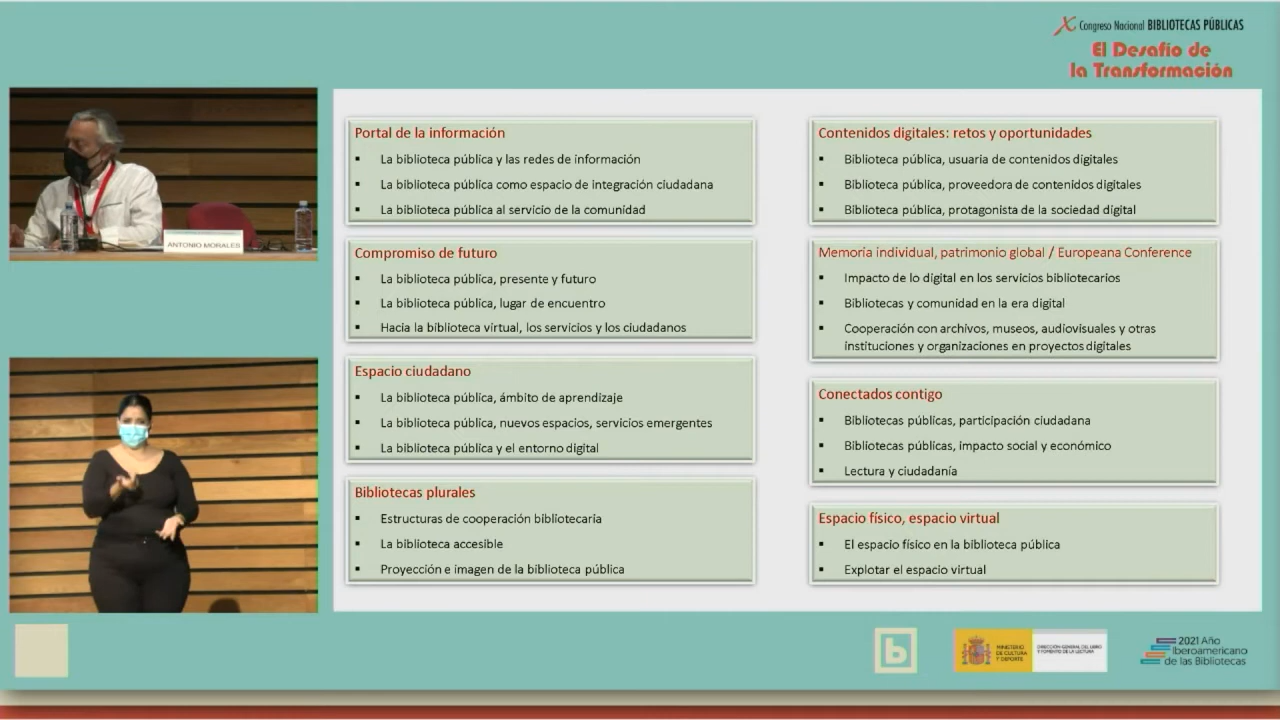 X Congreso Nacional BIBLIOTECAS PÚBLICAS
El Desafío de
la Transformación
ANTONIO MORALES
Portal de la información
▪ La biblioteca pública y las redes de información
▪ La biblioteca pública como espacio de integración ciudadana
▪ La biblioteca pública al servicio de la comunidad
Compromiso de futuro
▪ La biblioteca pública, presente y futuro
▪ La biblioteca pública, lugar de encuentro
▪ Hacia la biblioteca virtual, los servicios y los ciudadanos
Espacio ciudadano
▪ La biblioteca pública, ámbito de aprendizaje
▪ La biblioteca pública, nuevos espacios, servicios emergentes
▪ La biblioteca pública y el entorno digital
Bibliotecas plurales
▪ Estructuras de cooperación bibliotecaria
▪ La biblioteca accesible
▪ Proyección e imagen de la biblioteca pública
Contenidos digitales: retos y oportunidades
▪ Biblioteca pública, usuaria de contenidos digitales
▪ Biblioteca pública, proveedora de contenidos digitales
▪ Biblioteca pública, protagonista de la sociedad digital
Memoria individual, patrimonio global / Europeana Conference
▪ Impacto de lo digital en los servicios bibliotecarios
▪ Bibliotecas y comunidad en la era digital
▪ Cooperación con archivos, museos, audiovisuales y otras
instituciones y organizaciones en proyectos digitales
Conectados contigo
▪ Bibliotecas públicas, participación ciudadana
▪ Bibliotecas públicas, impacto social y económico
▪ Lectura y ciudadanía
Espacio físico, espacio virtual
▪ El espacio físico en la biblioteca pública
▪ Explotar el espacio virtual
b
MINISTERIO
DE CULTURA
Y DEPORTE
DIRECCIÓN GENERAL DEL LIBRO
Y FOMENTO DE LA LECTURA
2021 Año
Iberoamericano
de las Bibliotecas